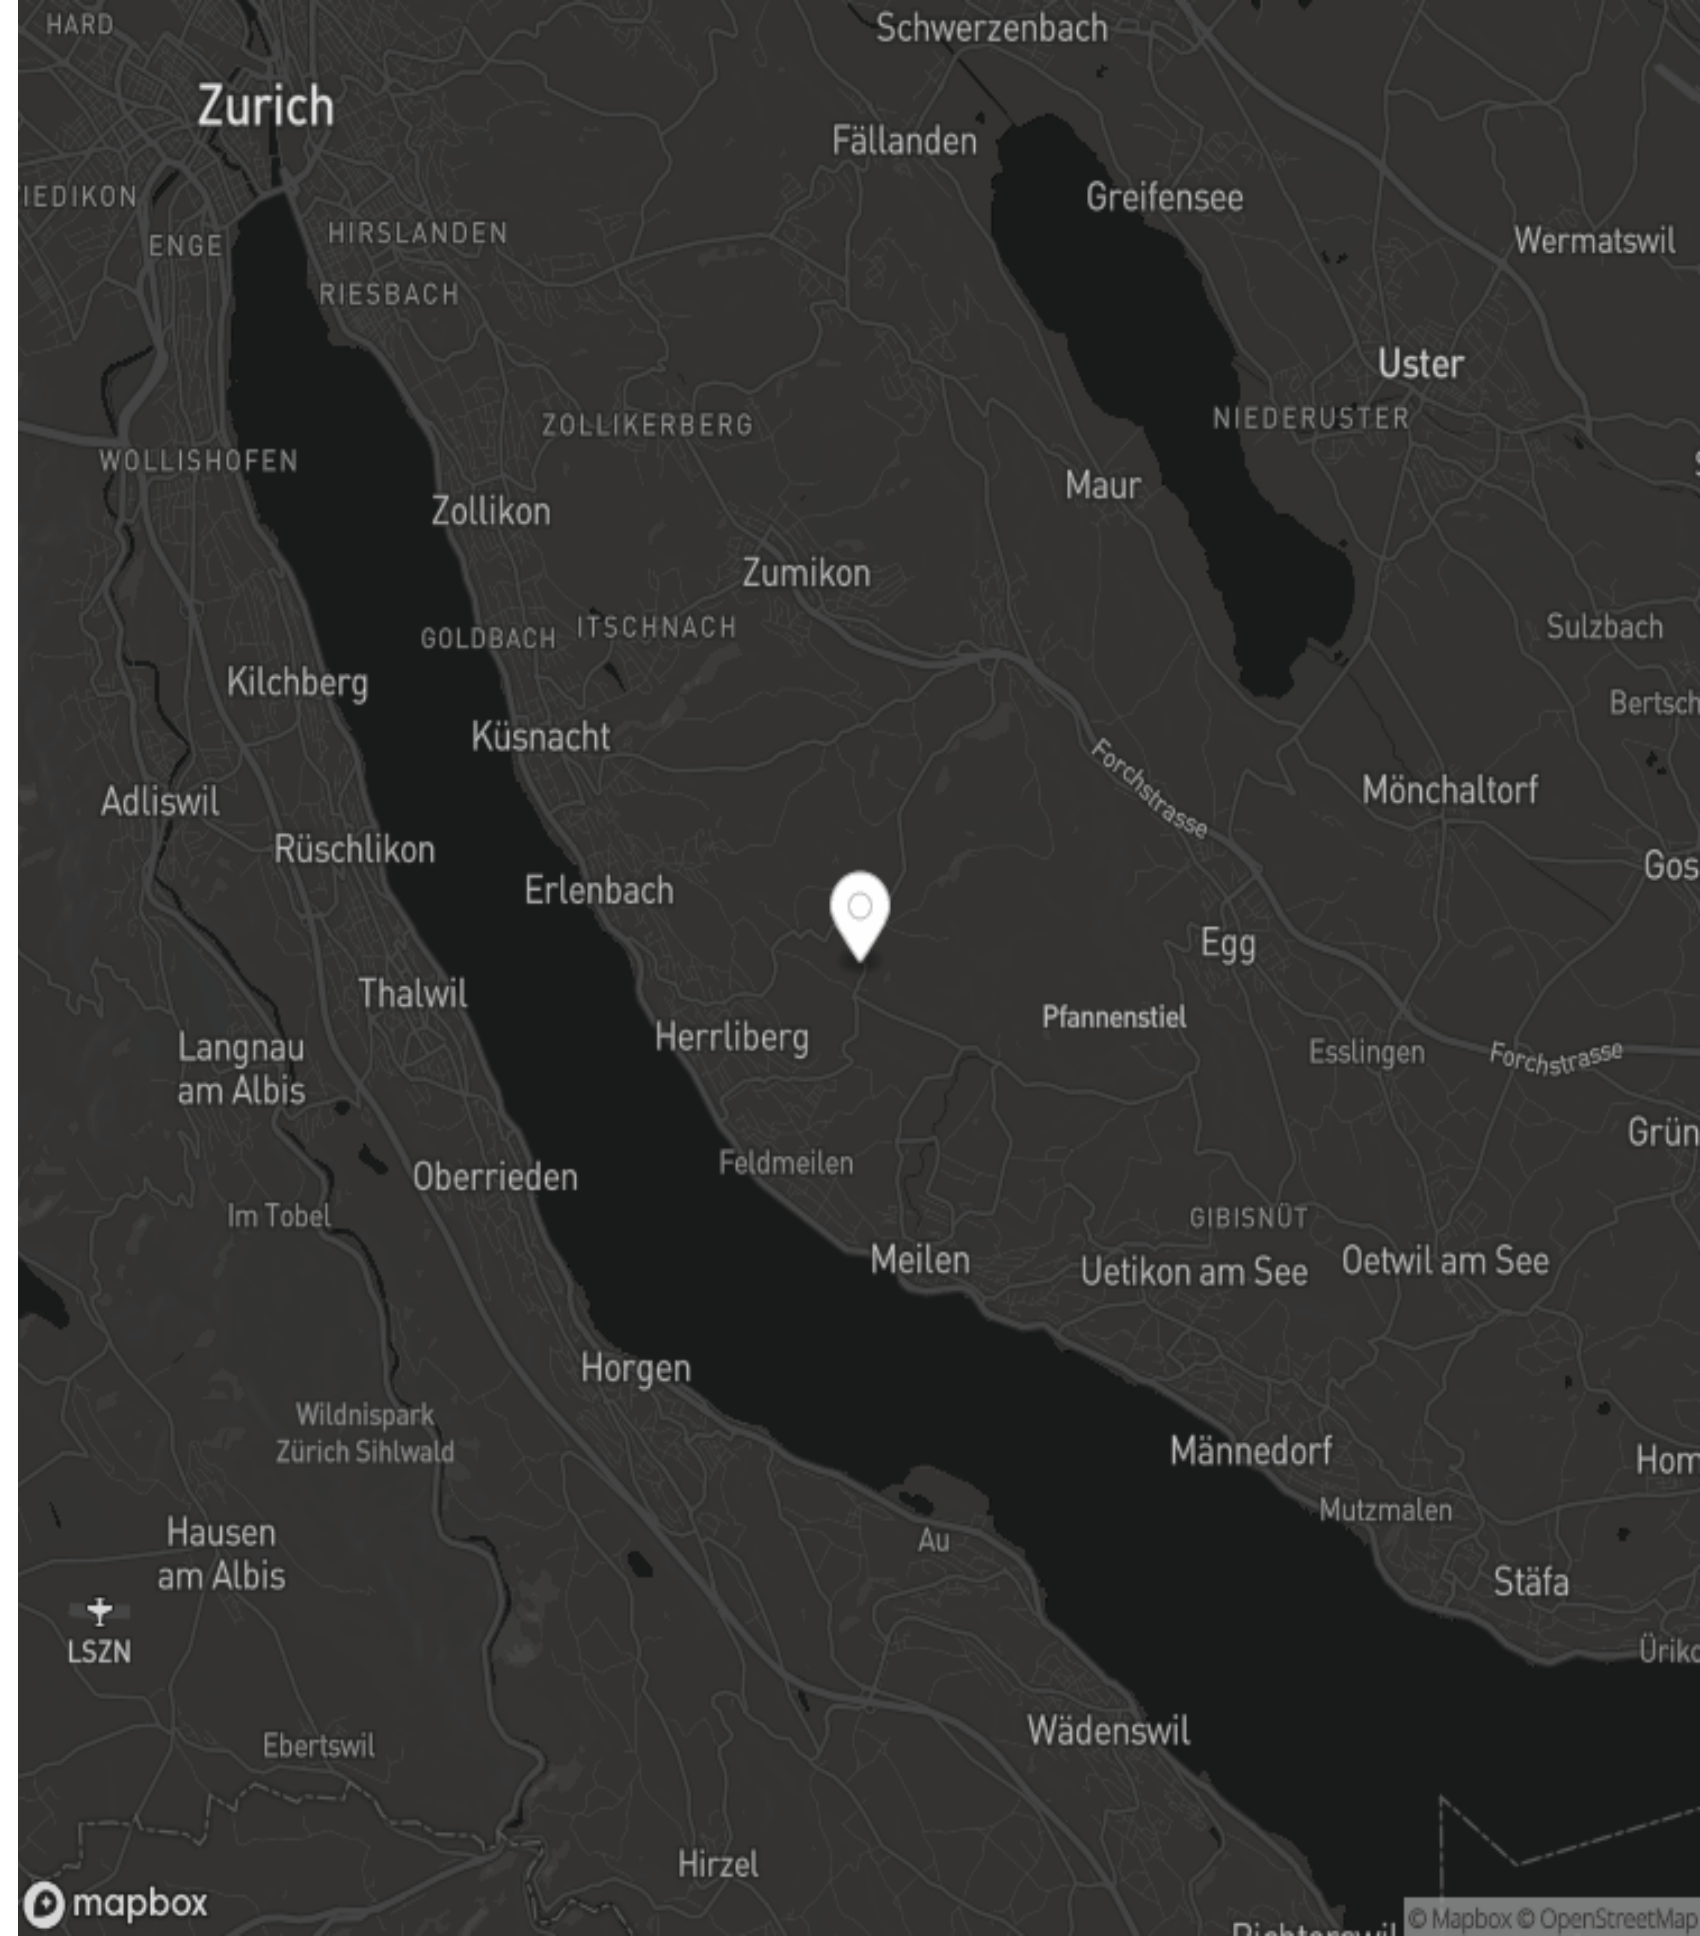 HARD
Schwerzenbach
Zurich
Fällanden
IEDIKON
Greifensee
ENGE
HIRSLANDEN
Wermatswil
RIESBACH
Uster
ZOLLIKERBERG
NIEDERUSTER
WOLLISHOFEN
Maur
Zollikon
Zumikon
GOLDBACH
ITSCHNACH
Sulzbach
Kilchberg
Bertsch
Küsnacht
Forchstrasse
Mönchaltorf
Adliswil
Rüschlikon
Gos
Erlenbach
Egg
Thalwil
Pfannenstiel
Herrliberg
Langnau
am Albis
Esslingen
Forchstrasse
Grün
Feldmeilen
Oberrieden
Im Tobel
GIBISNÜT
Meilen
Uetikon am See
Oetwil am See
Horgen
Wildnispark
Zürich Sihlwald
Männedorf
Hom
Mutzmalen
Hausen
am Albis
Au
Stäfa
LSZN
Üriko
Wädenswil
Ebertswil
Hirzel
mapbox
© Mapbox © OpenStreetMap
Richterswil